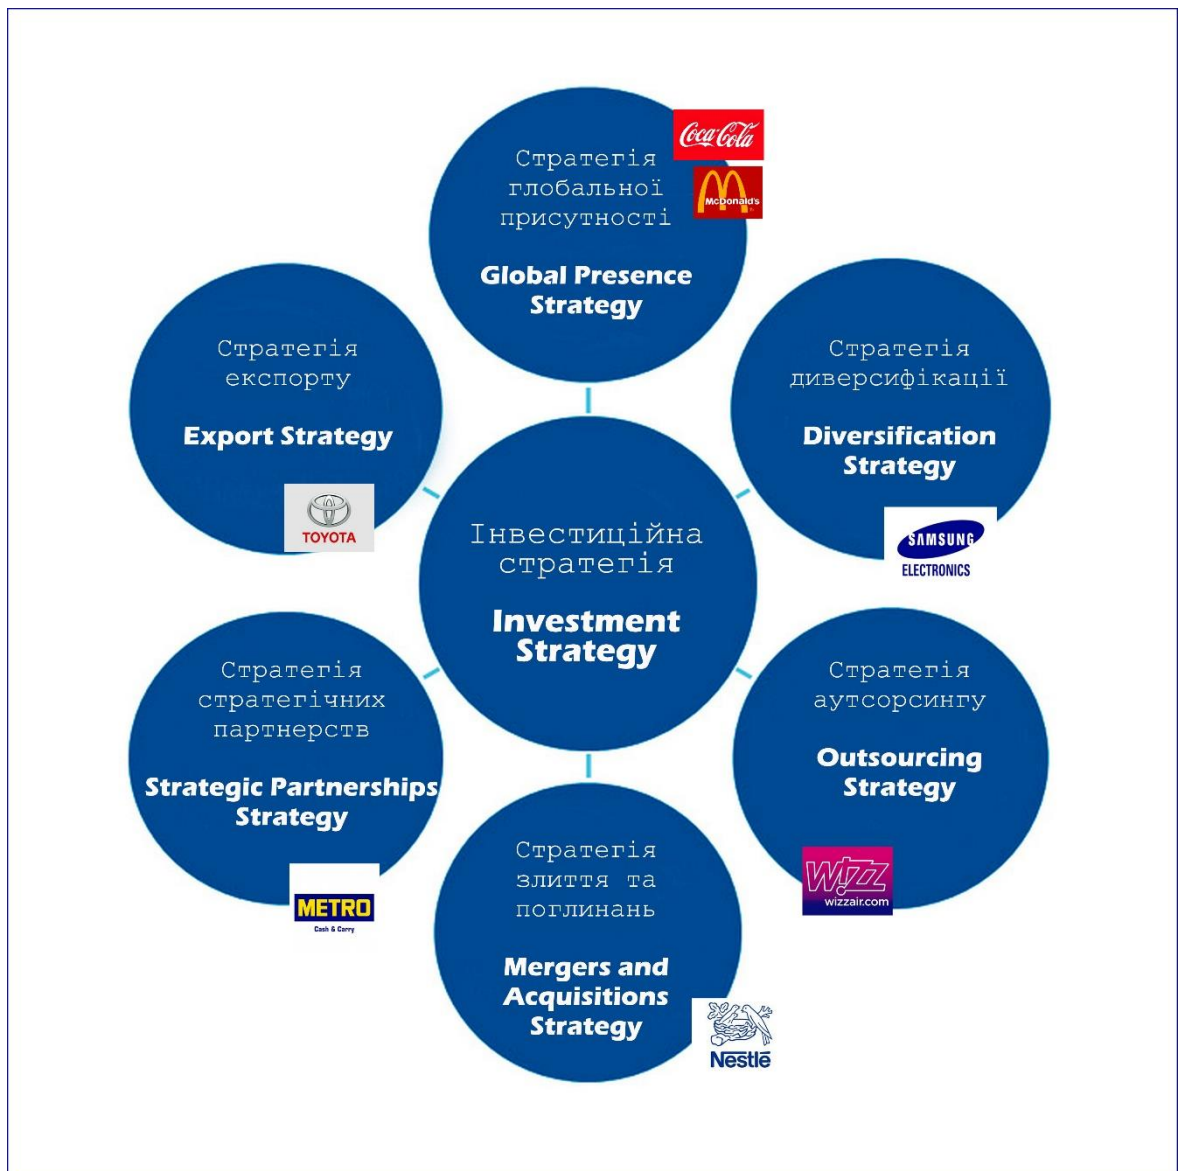 Стратегія
глобальної
присутності
Global Presence
Strategy
Coca-Cola
McDonald's
Стратегія
експорту
Export Strategy
TOYOTA
Стратегія
диверсифікації
Diversification
Strategy
SAMSUNG
ELECTRONICS
Інвестиційна
стратегія
Investment
Strategy
Стратегія
стратегічних
партнерств
Strategic Partnerships
Strategy
METRO
Cash & Carry
Стратегія
аутсорсингу
Outsourcing
Strategy
Wizz
wizzair.com
Стратегія
злиття та
поглинань
Mergers and
Acquisitions
Strategy
Nestlē